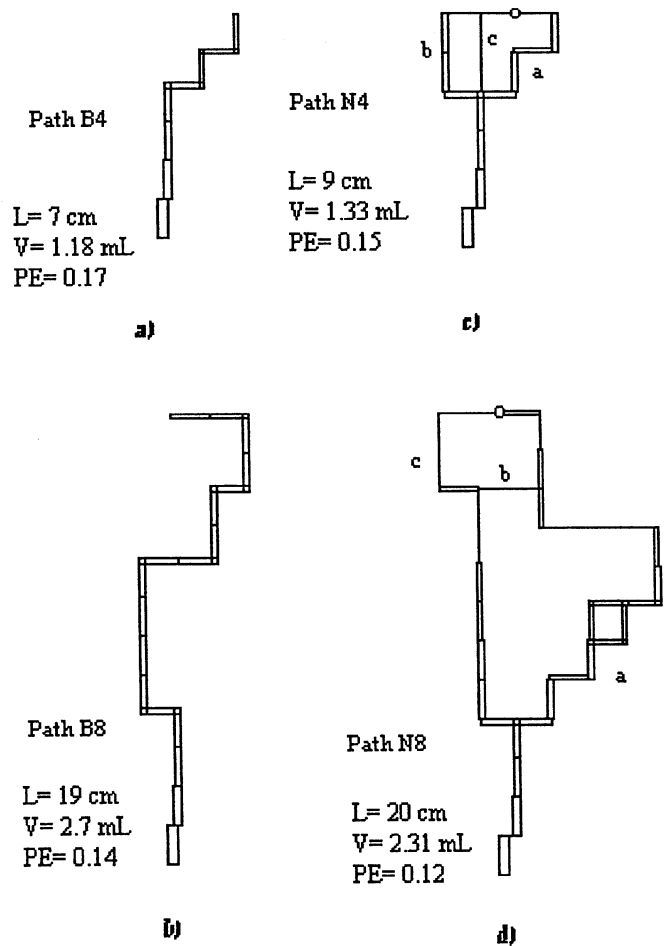 Path B4
L= 7 cm
V= 1.18 mL
PE= 0.17
a)
b
c
a
Path N4
L= 9 cm
V= 1.33 mL
PE= 0.15
c)
Path B8
L= 19 cm
V= 2.7 mL
PE= 0.14
b)
c
b
a
Path N8
L= 20 cm
V= 2.31 mL
PE= 0.12
d)